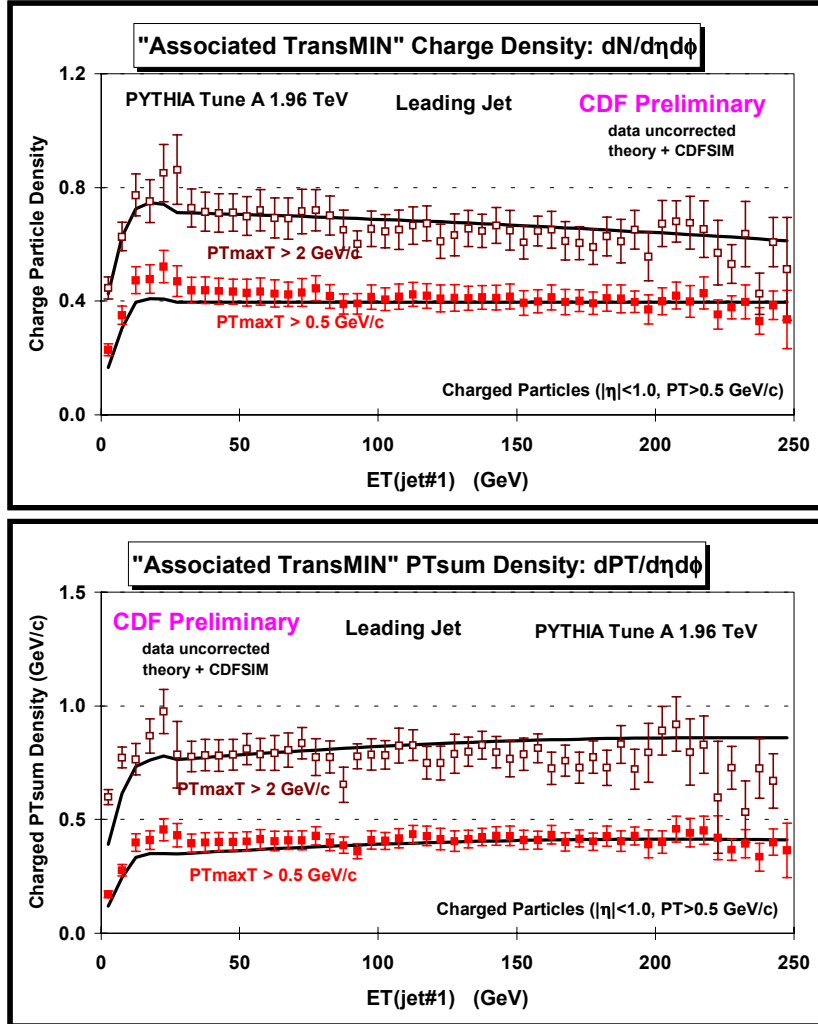 "Associated TransMIN" Charge Density: dN/dηdϕ
1.2
PYTHIA Tune A 1.96 TeV
Leading Jet
CDF Preliminary
data uncorrected
theory + CDFSIM
0.8
PTmaxT > 2 GeV/c
0.4
PTmaxT > 0.5 GeV/c
Charged Particles (|η|<1.0, PT>0.5 GeV/c)
0.0
Charge Particle Density
0 50 100 150 200 250
ET(jet#1) (GeV)
"Associated TransMIN" PTsum Density: dPT/dηdϕ
1.5
CDF Preliminary
data uncorrected
theory + CDFSIM
Leading Jet
PYTHIA Tune A 1.96 TeV
1.0
PTmaxT > 2 GeV/c
0.5
PTmaxT > 0.5 GeV/c
Charged Particles (|η|<1.0, PT>0.5 GeV/c)
0.0
Charged PTsum Density (GeV/c)
0 50 100 150 200 250
ET(jet#1) (GeV)